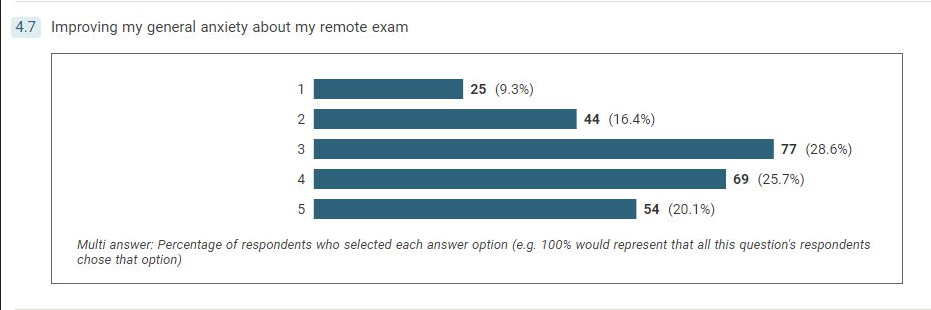 4.7 Improving my general anxiety about my remote exam
1 25 (9.3%)
2 44 (16.4%)
3 77 (28.6%)
4 69 (25.7%)
5 54 (20.1%)
Multi answer: Percentage of respondents who selected each answer option (e.g. 100% would represent that all this question's respondents
chose that option)